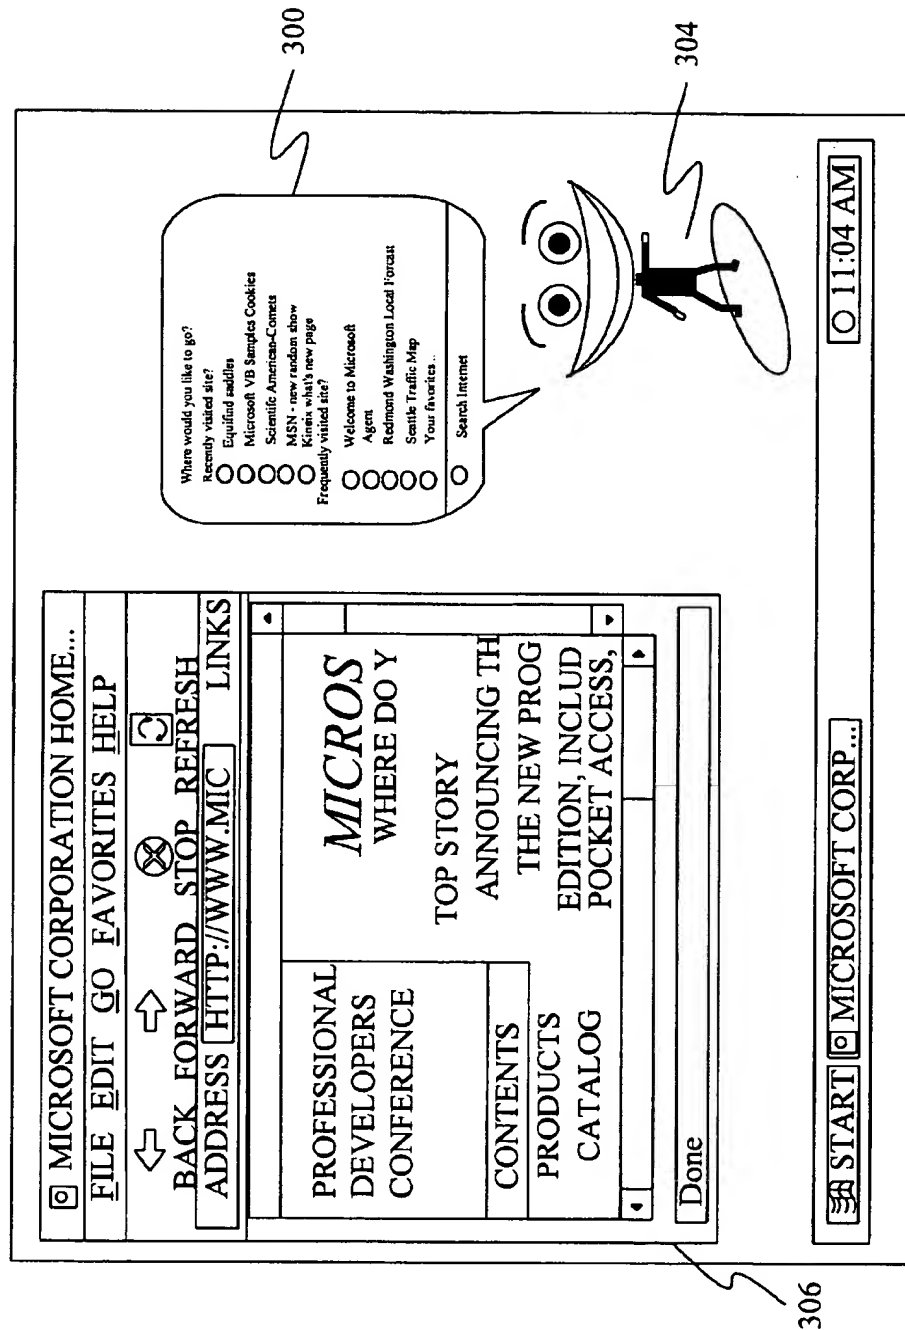 MICROSOFT CORPORATION HOME...
FILE EDIT GO FAVORITES HELP
BACK FORWARD STOP REFRESH
ADDRESS HTTP://WWW.MIC LINKS
PROFESSIONAL
DEVELOPERS
CONFERENCE
CONTENTS
PRODUCTS
CATALOG
MICROS
WHERE DO Y
TOP STORY
ANNOUNCING TH
THE NEW PROG
EDITION, INCLUD
POCKET ACCESS,
Done
306
Where would you like to go?
Recently visited site?
Equifind saddles
Microsoft VB Samples Cookies
Scientifc American-Comets
MSN - new random show
Kineix what's new page
Frequently visited site?
Welcome to Microsoft
Agent
Redmond Washington Local Forcast
Seattle Traffic Map
Your favorites...
Search Internet
300
304
START MICROSOFT CORP...
11:04 AM